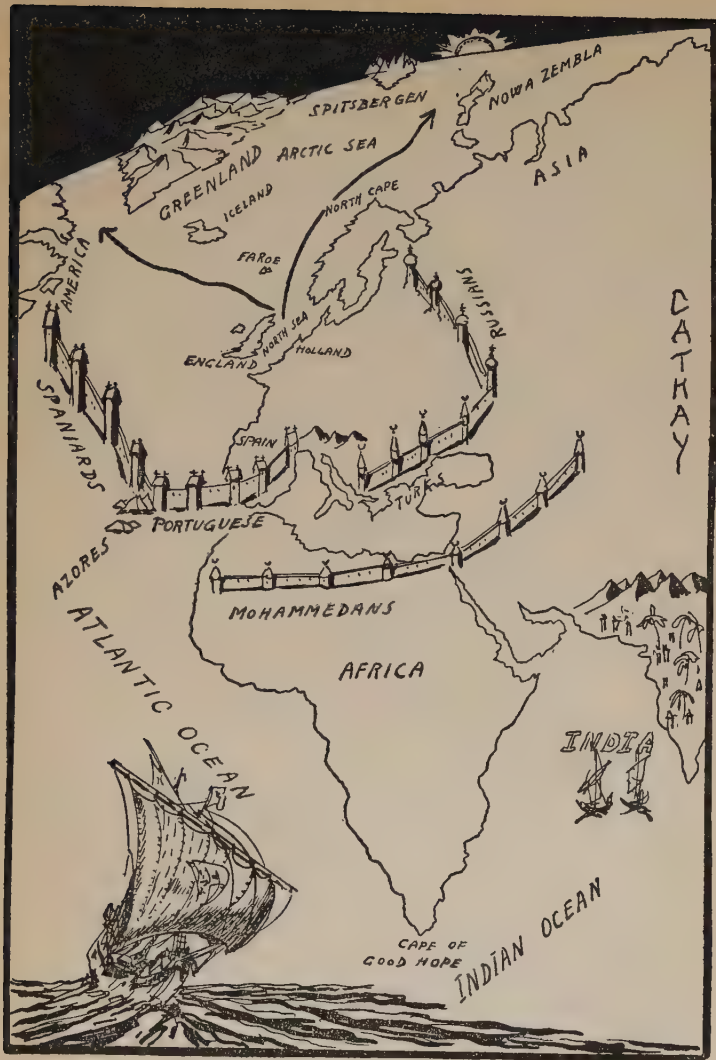 SPITSBERGEN
NOWA ZEMBLA
GREENLAND
ARCTIC SEA
ASIA
ICELAND
NORTH CAPE
FAROE
AMERICA
RUSSIANS
CATHAY
NORTH SEA
HOLLAND
ENGLAND
SPANIARDS
SPAIN
TURKS
PORTUGUESE
AZORES
MOHAMMEDANS
ATLANTIC OCEAN
AFRICA
INDIA
CAPE OF
GOOD HOPE
INDIAN OCEAN